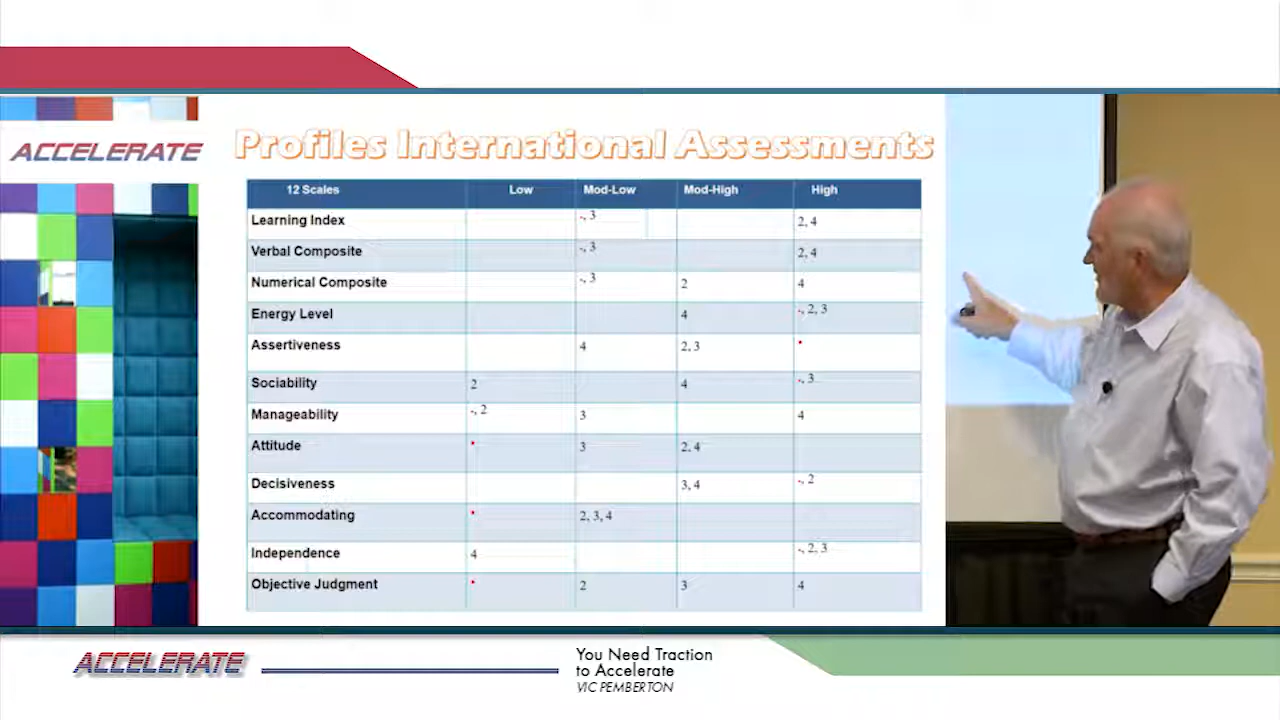 ACCELERATE
Profiles International Assessments
12 Scales Low Mod-Low Mod-High High
Learning Index -, 3 2, 4
Verbal Composite -, 3 2, 4
Numerical Composite -, 3 2 4
Energy Level 4 -, 2, 3
Assertiveness 4 2, 3
Sociability 2 4 -, 3
Manageability -, 2 3 4
Attitude 3 2, 4
Decisiveness 3, 4 -, 2
Accommodating 2, 3, 4
Independence 4 -, 2, 3
Objective Judgment 2 3 4
ACCELERATE
You Need Traction
to Accelerate
VIC PEMBERTON